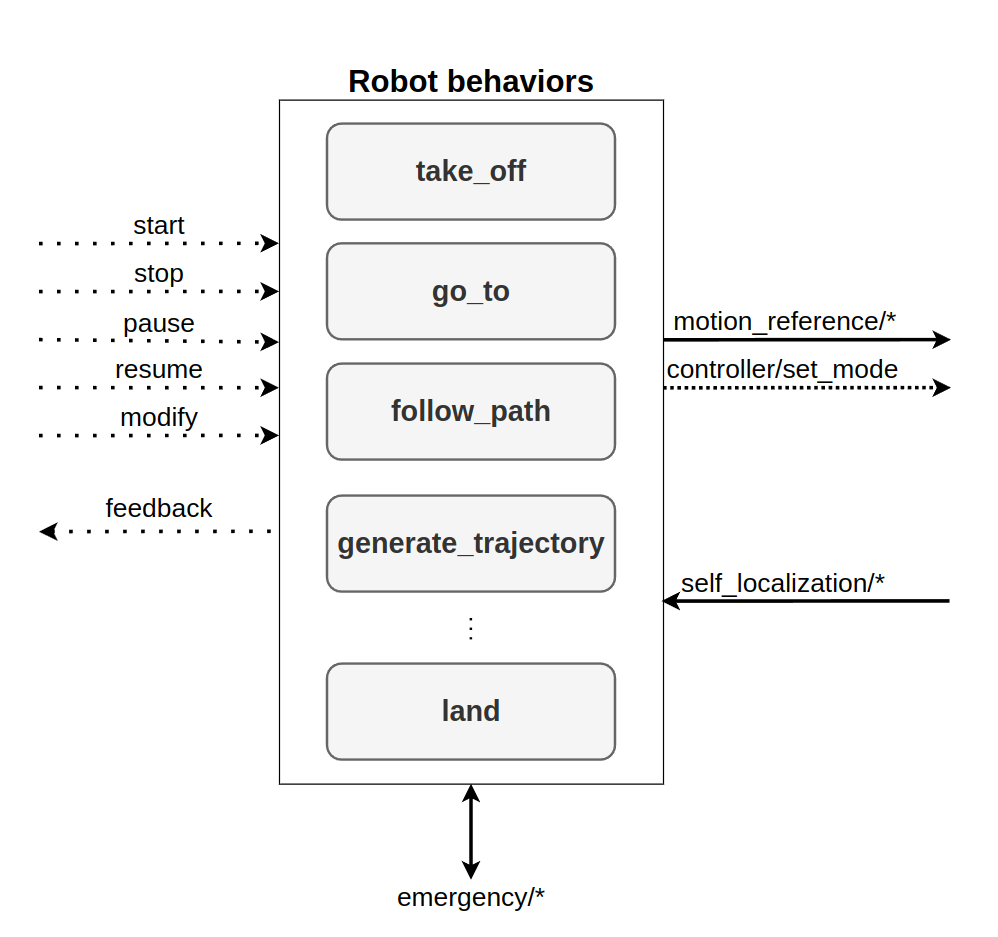 Robot behaviors
take_off
start
stop
go_to
pause
motion_reference/*
resume
controller/set_mode
modify
follow_path
feedback
generate_trajectory
self_localization/*
land
emergency/*